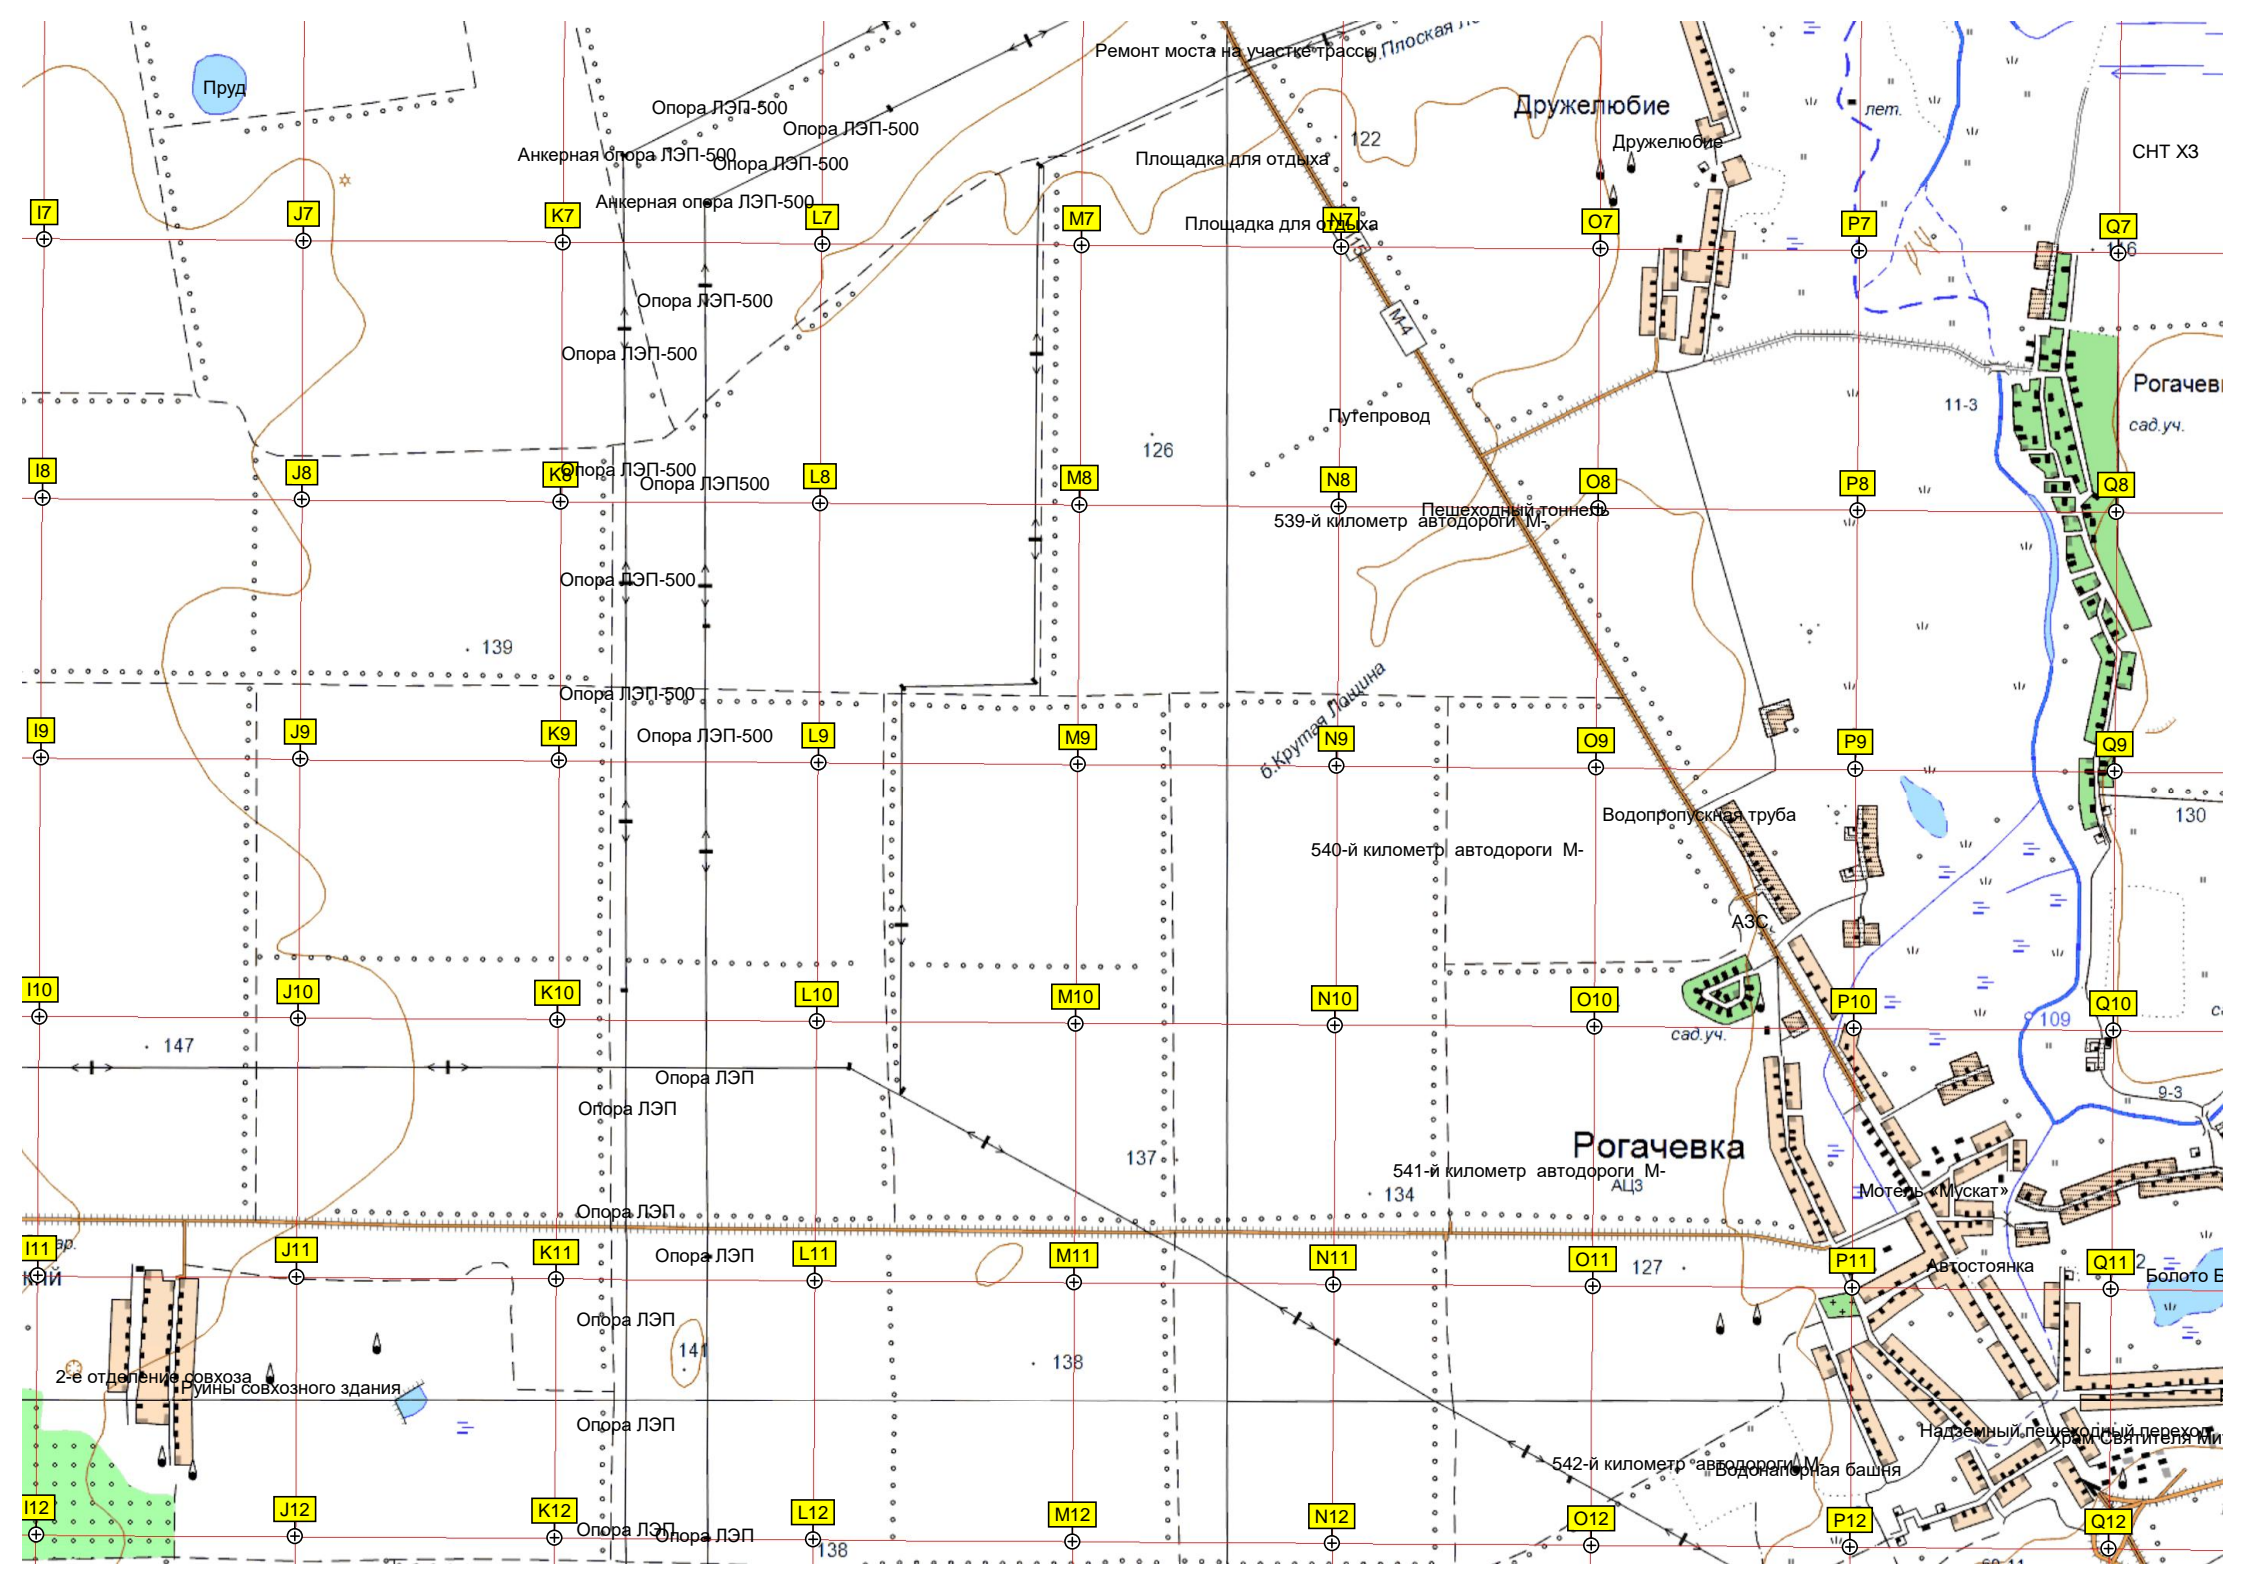 Ремонт моста на участке трассы
б.Плоская
Пруд
Опора ЛЭП-500
Опора ЛЭП-500
Дружелюбие
лет.
122
Дружелюбие
Анкерная опора ЛЭП-500
Опора ЛЭП-500
Площадка для отдыха
СНТ ХЗ
Анкерная опора ЛЭП-500
I7
J7
K7
L7
M7
N7
O7
P7
Q7
Площадка для отдыха
Опора ЛЭП-500
М-4
Опора ЛЭП-500
Рогачев
11-3
Путепровод
сад.уч.
126
I8
J8
K8
Опора ЛЭП-500
Опора ЛЭП500
L8
M8
N8
O8
P8
Q8
Пешеходный тоннель
539-й километр автодороги М-
Опора ЛЭП-500
139
Опора ЛЭП-500
б.Крутая Лощина
I9
J9
K9
Опора ЛЭП-500
L9
M9
N9
O9
P9
Q9
Водопропускная труба
130
540-й километр автодороги М-
АЗС
I10
J10
K10
L10
M10
N10
O10
P10
Q10
109
сад.уч.
147
Опора ЛЭП
9-3
Опора ЛЭП
Рогачевка
137
541-й километр автодороги М-
134
АЦЗ
Мотель «Мускат»
Опора ЛЭП
I11
ар.
J11
K11
Опора ЛЭП
L11
M11
N11
O11
127
P11
Автостоянка
Q11
Болото Б
кий
Опора ЛЭП
141
138
2-е отделение совхоза
Руины совхозного здания
Опора ЛЭП
Надземный пешеходный переход
Храм Святителя Ми
542-й километр автодороги М-
Водонапорная башня
I12
J12
K12
Опора ЛЭП
Опора ЛЭП
L12
M12
N12
O12
P12
Q12
138